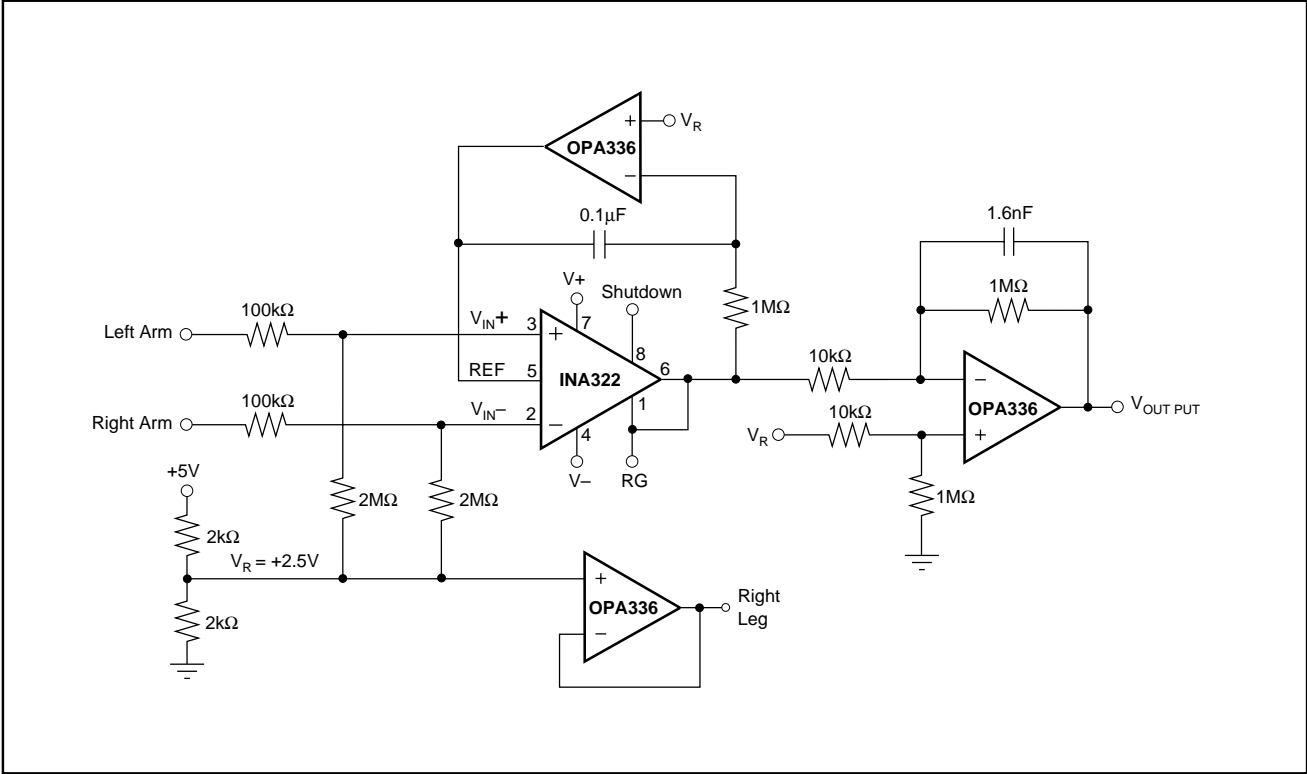 +
V_R
OPA336
−
0.1μF
1.6nF
V+
Shutdown
1MΩ
100kΩ
1MΩ
Left Arm
V_IN+
3
+
7
8
10kΩ
REF
5
INA322
6
−
100kΩ
V_IN−
1
10kΩ
OPA336
V_OUT PUT
Right Arm
2
−
4
V_R
+
+5V
V−
RG
2MΩ
2MΩ
1MΩ
2kΩ
V_R = +2.5V
+
Right
OPA336
Leg
2kΩ
−